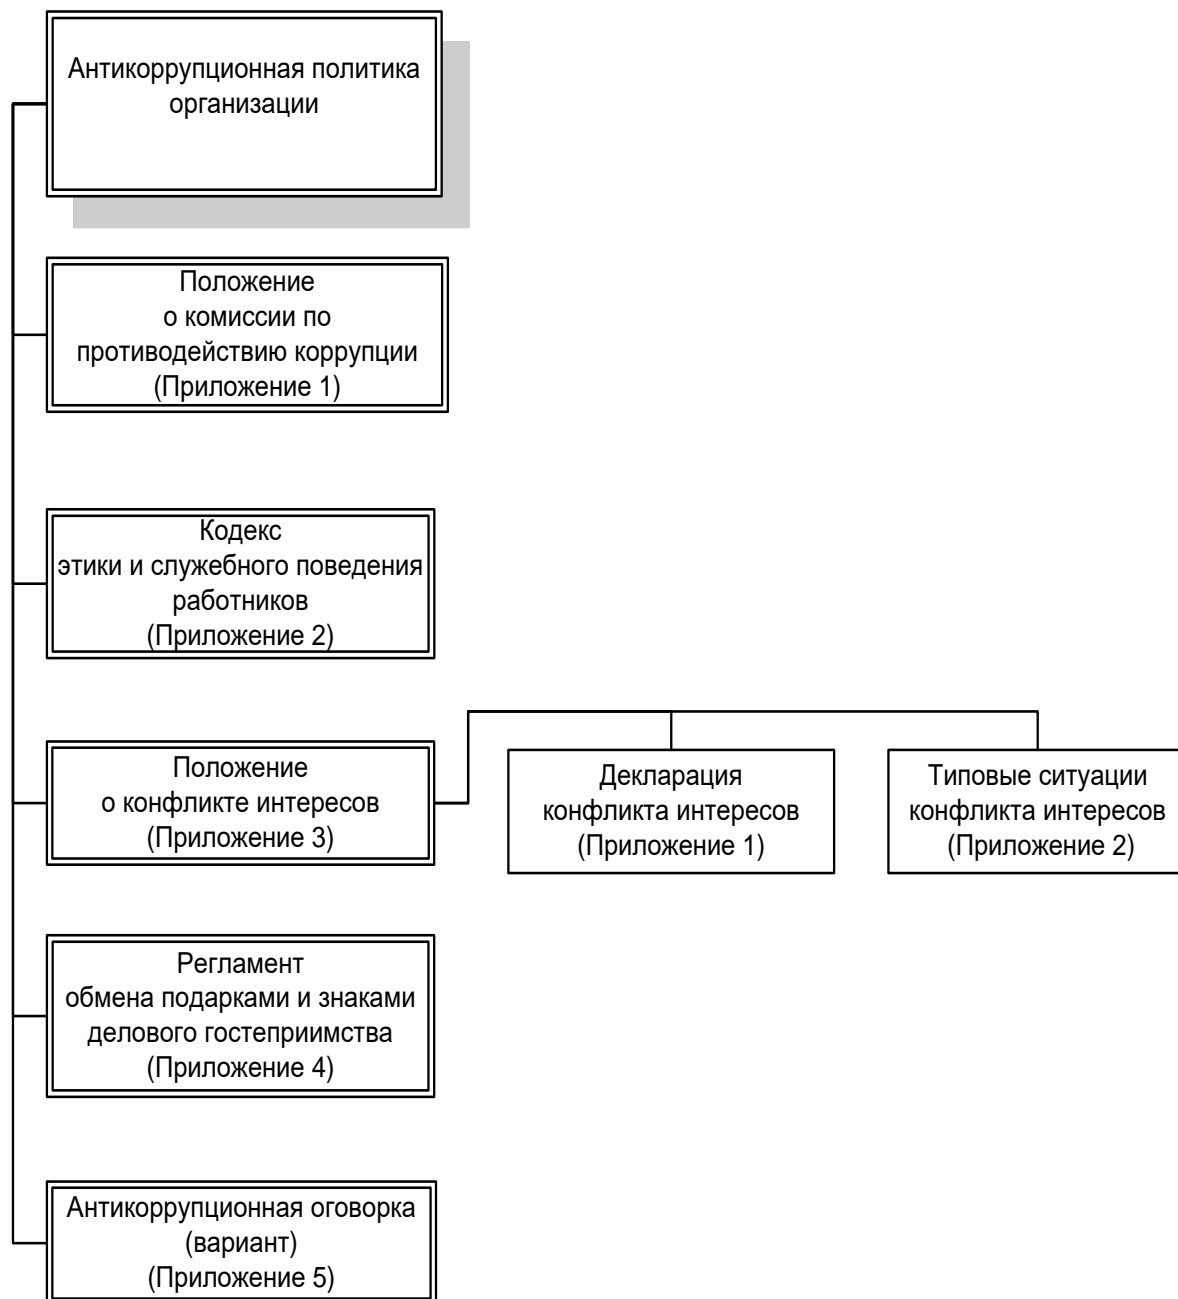 Антикоррупционная политика
организации
Положение
о комиссии по
противодействию коррупции
(Приложение 1)
Кодекс
этики и служебного поведения
работников
(Приложение 2)
Положение
о конфликте интересов
(Приложение 3)
Декларация
конфликта интересов
(Приложение 1)
Типовые ситуации
конфликта интересов
(Приложение 2)
Регламент
обмена подарками и знаками
делового гостеприимства
(Приложение 4)
Антикоррупционная оговорка
(вариант)
(Приложение 5)